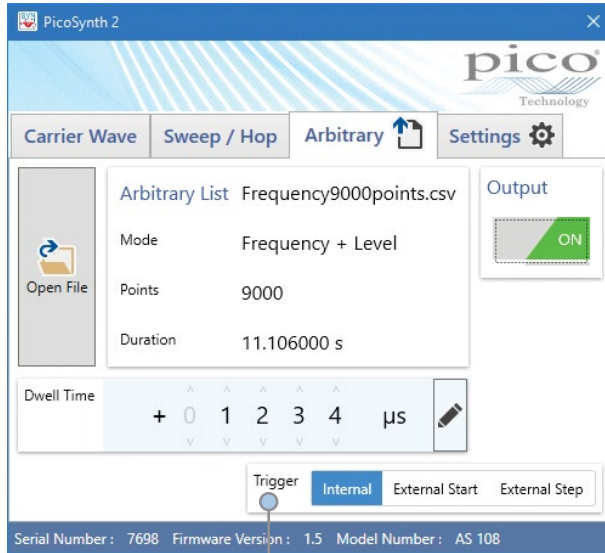 PicoSynth 2
pico
Technology
Carrier Wave Sweep / Hop Arbitrary Settings
Open File
Arbitrary List Frequency9000points.csv
Mode Frequency + Level
Points 9000
Duration 11.106000 s
Output
ON
Dwell Time + 0 1 2 3 4 µs
Trigger Internal External Start External Step
Serial Number : 7698 Firmware Version : 1.5 Model Number : AS 108